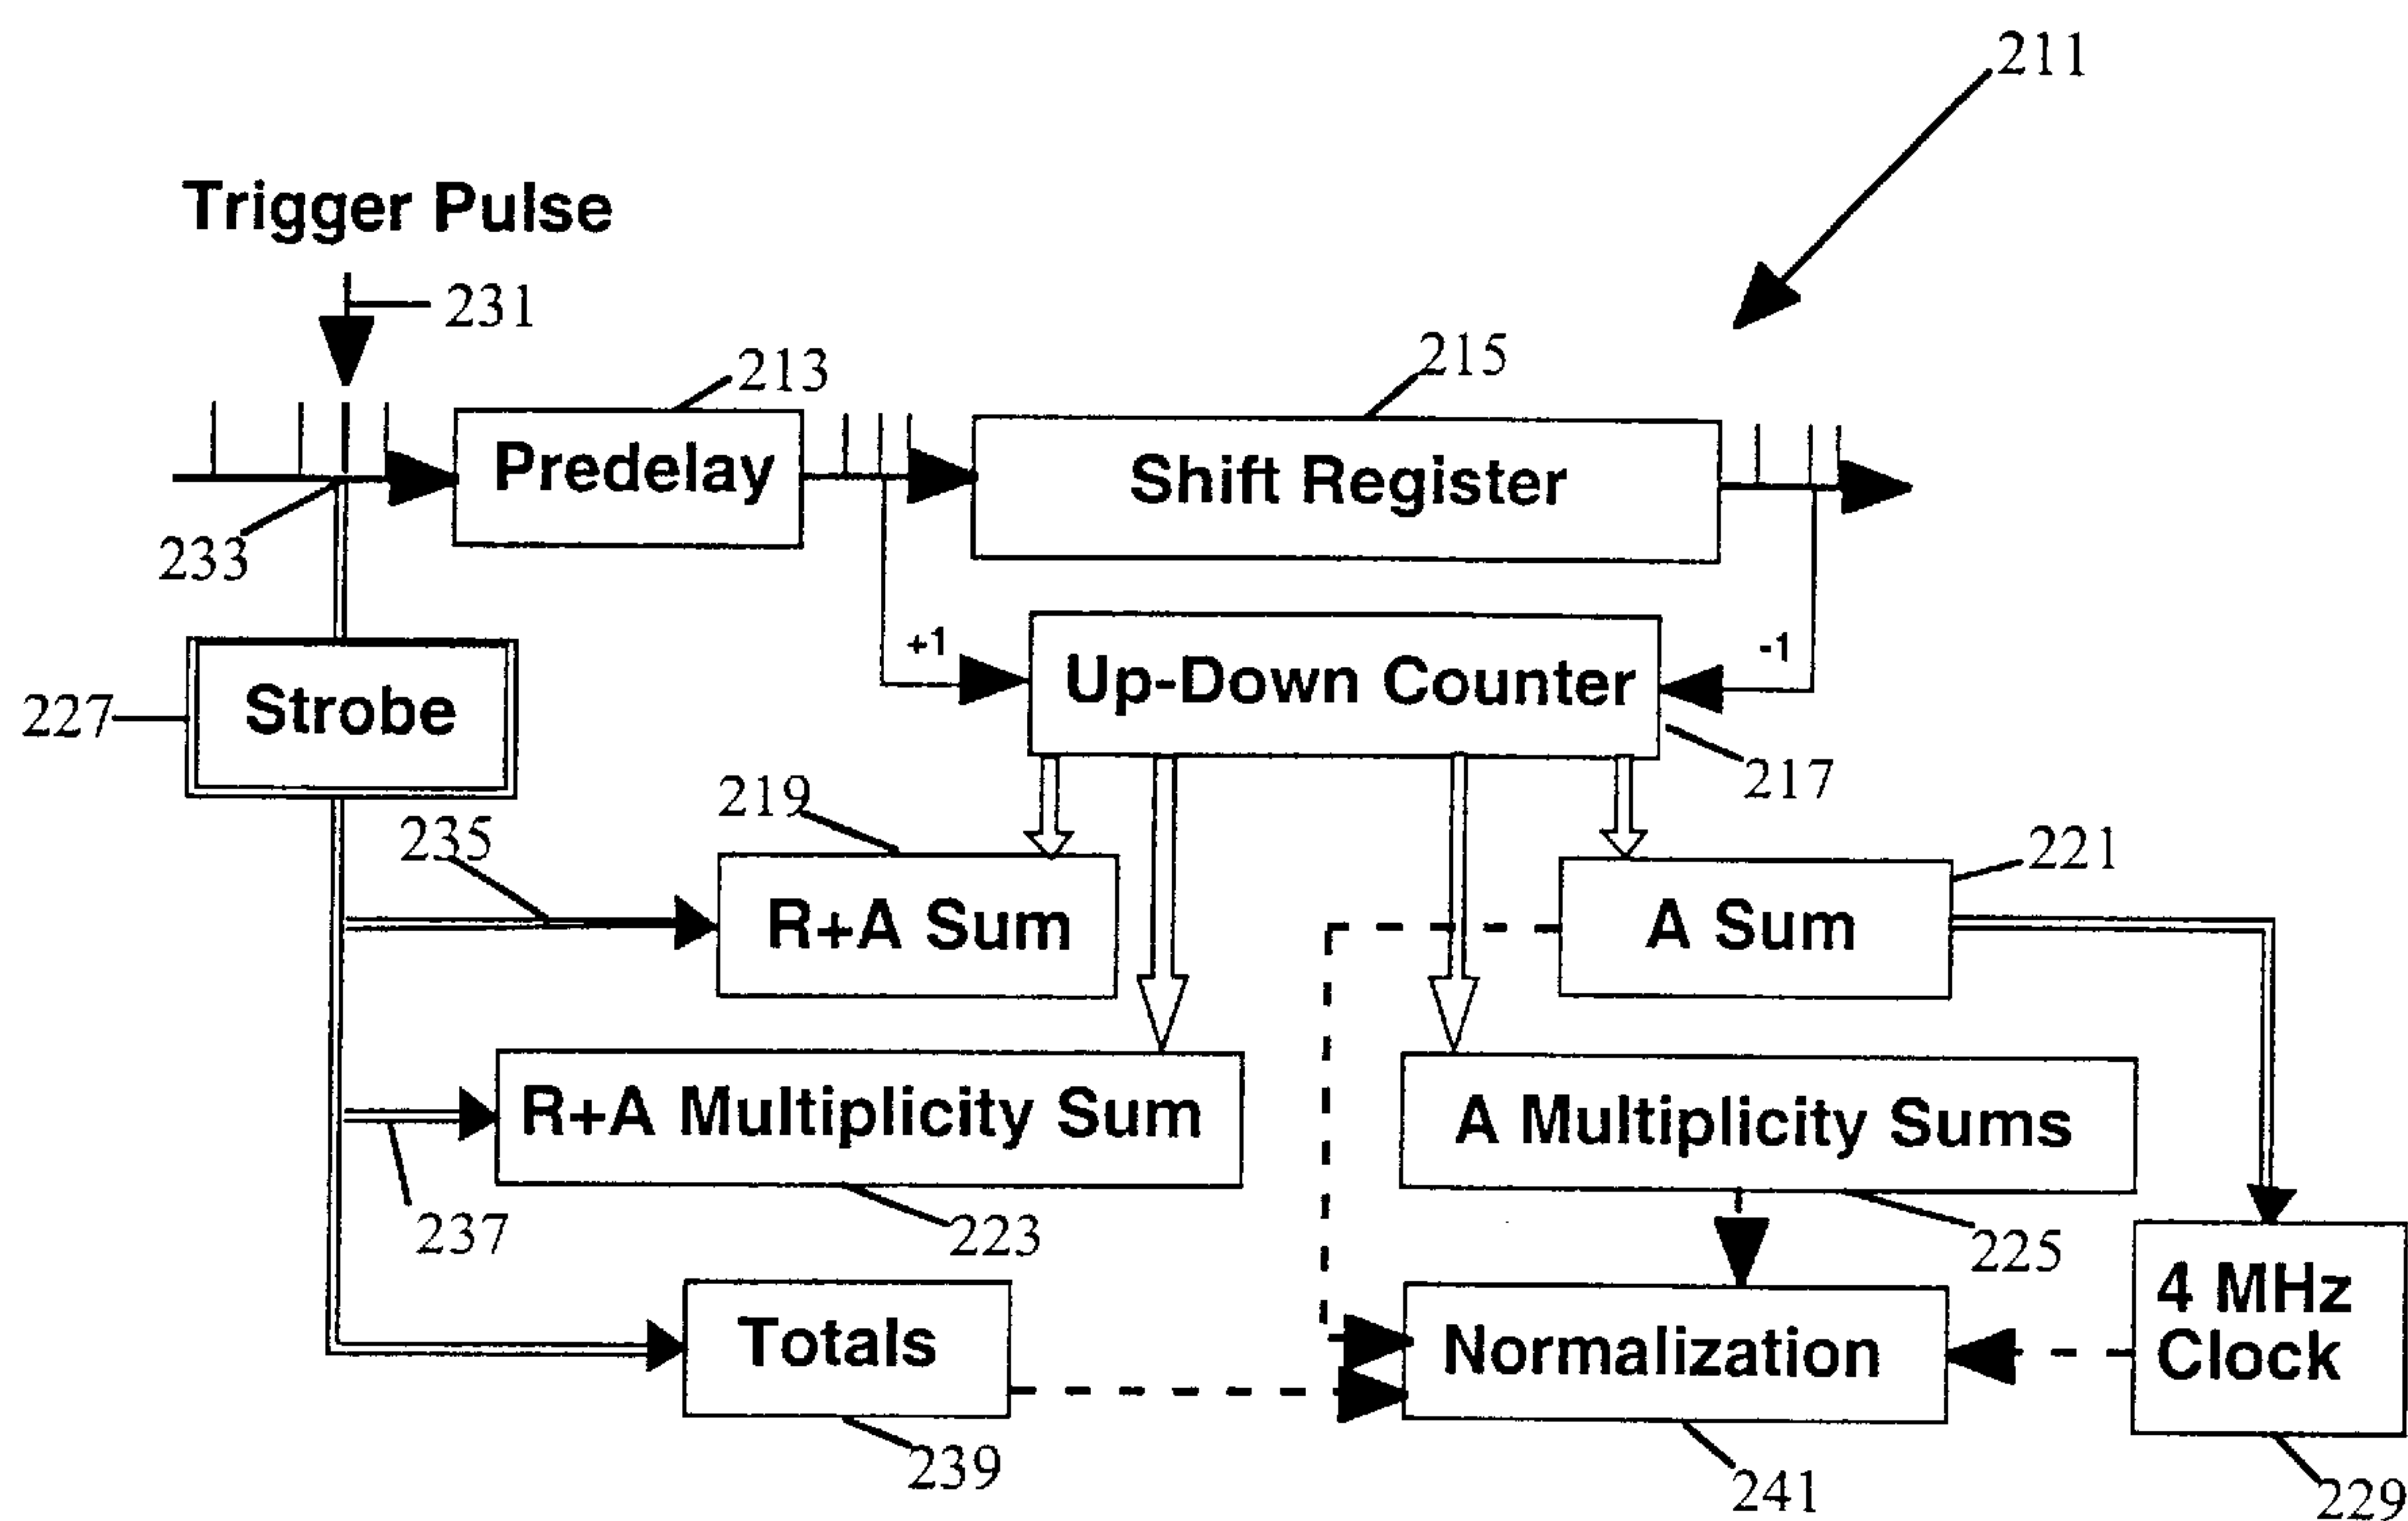 211
Trigger Pulse
231
213
215
Predelay
Shift Register
233
+1
-1
Up-Down Counter
Strobe
227
217
219
235
221
R+A Sum
A Sum
R+A Multiplicity Sum
A Multiplicity Sums
237
223
225
4 MHz
Clock
Totals
Normalization
239
241
229